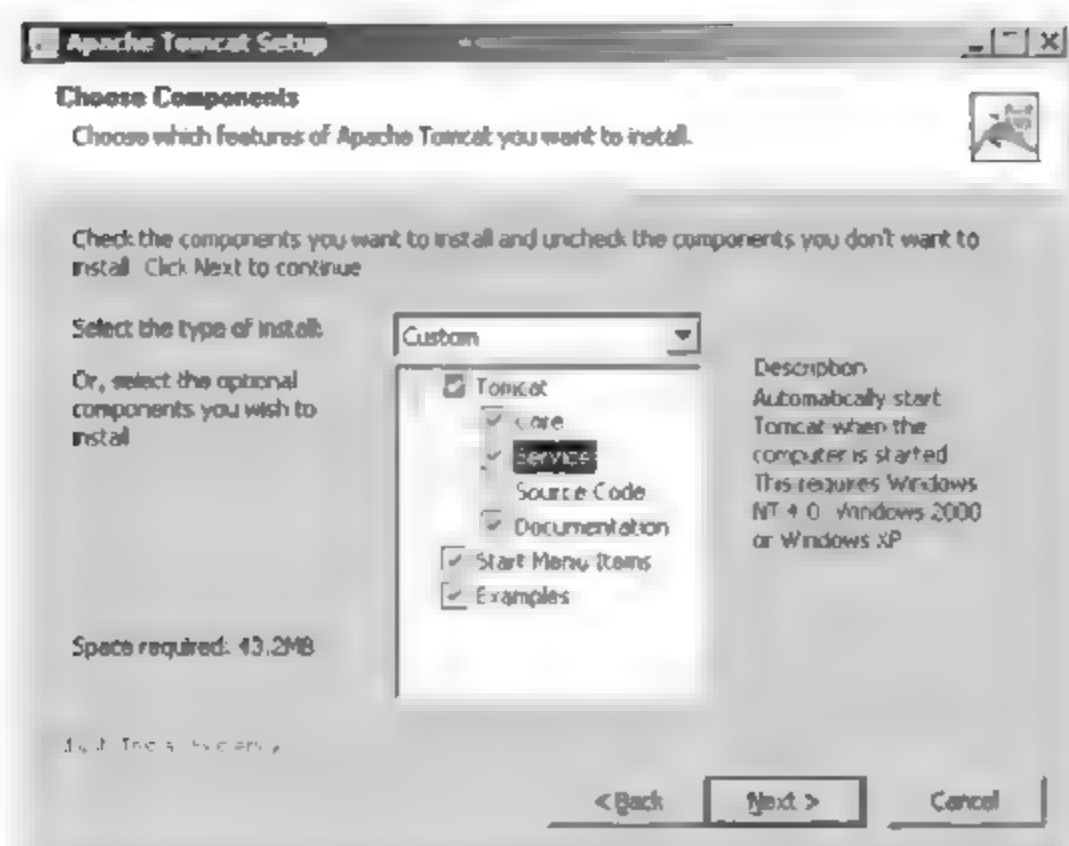 Apache Tomcat Setup
Choose Components
Choose which features of Apache Tomcat you want to install.
Check the components you want to install and uncheck the components you don't want to
install. Click Next to continue
Select the type of install:
Custom
Or, select the optional
components you wish to
install
Tomcat
Core
Service
Source Code
Documentation
Start Menu Items
Examples
Description
Automatically start
Tomcat when the
computer is started
This requires Windows
NT 4.0 Windows 2000
or Windows XP
Space required: 43.2MB
< Back
Next >
Cancel